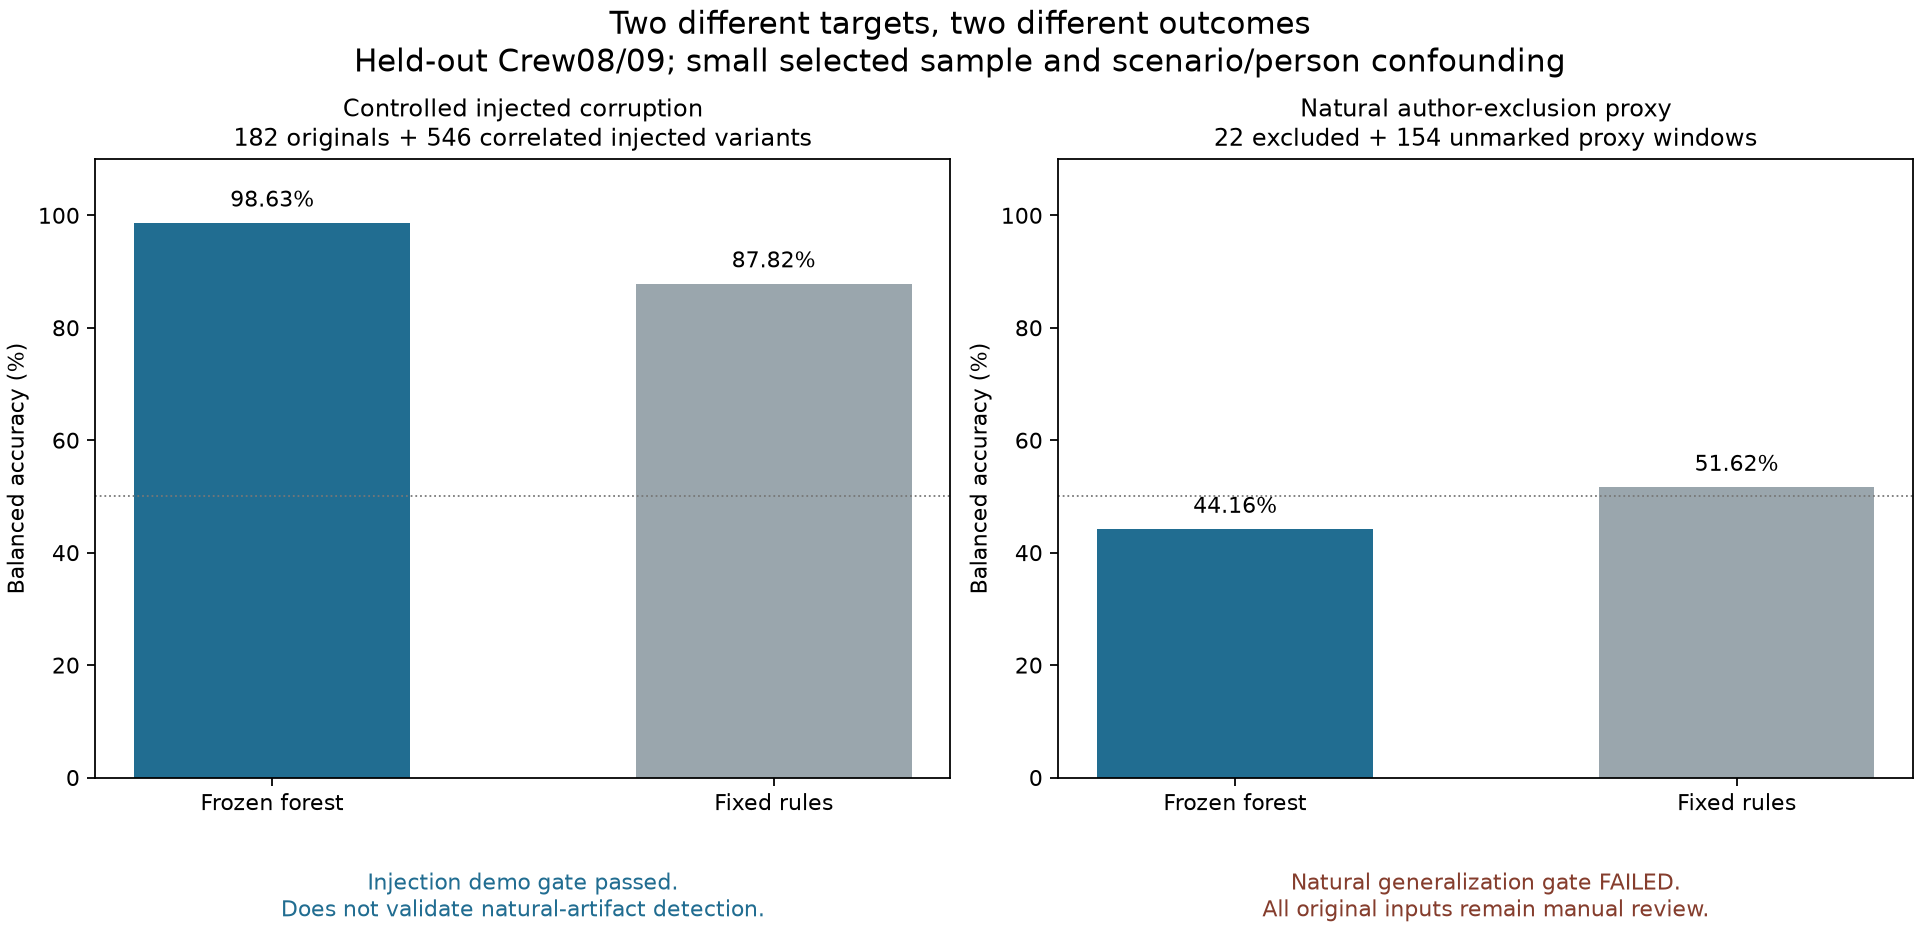 Two different targets, two different outcomes
Held-out Crew08/09; small selected sample and scenario/person confounding
Controlled injected corruption
182 originals + 546 correlated injected variants
Balanced accuracy (%)
100
80
60
40
20
0
98.63%
87.82%
Frozen forest
Fixed rules
Injection demo gate passed.
Does not validate natural-artifact detection.
Natural author-exclusion proxy
22 excluded + 154 unmarked proxy windows
Balanced accuracy (%)
100
80
60
40
20
0
44.16%
51.62%
Frozen forest
Fixed rules
Natural generalization gate FAILED.
All original inputs remain manual review.